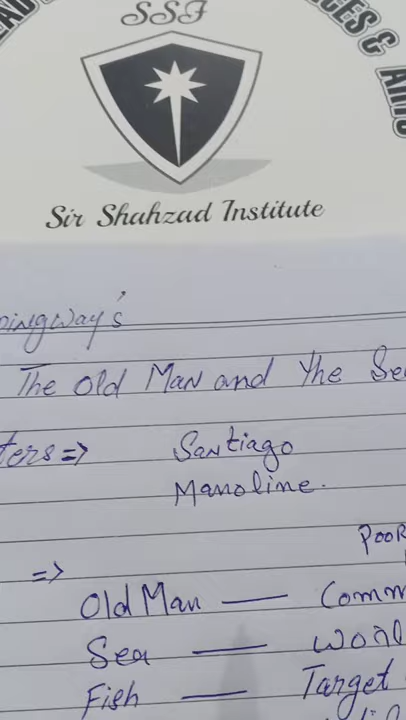 SSI
Sir Shahzad Institute
ingway's
The Old Man and the Se
ters => Santiago
Manoline.
Poor
=>
Old Man — Comm
Sea — worl
Fish — Target